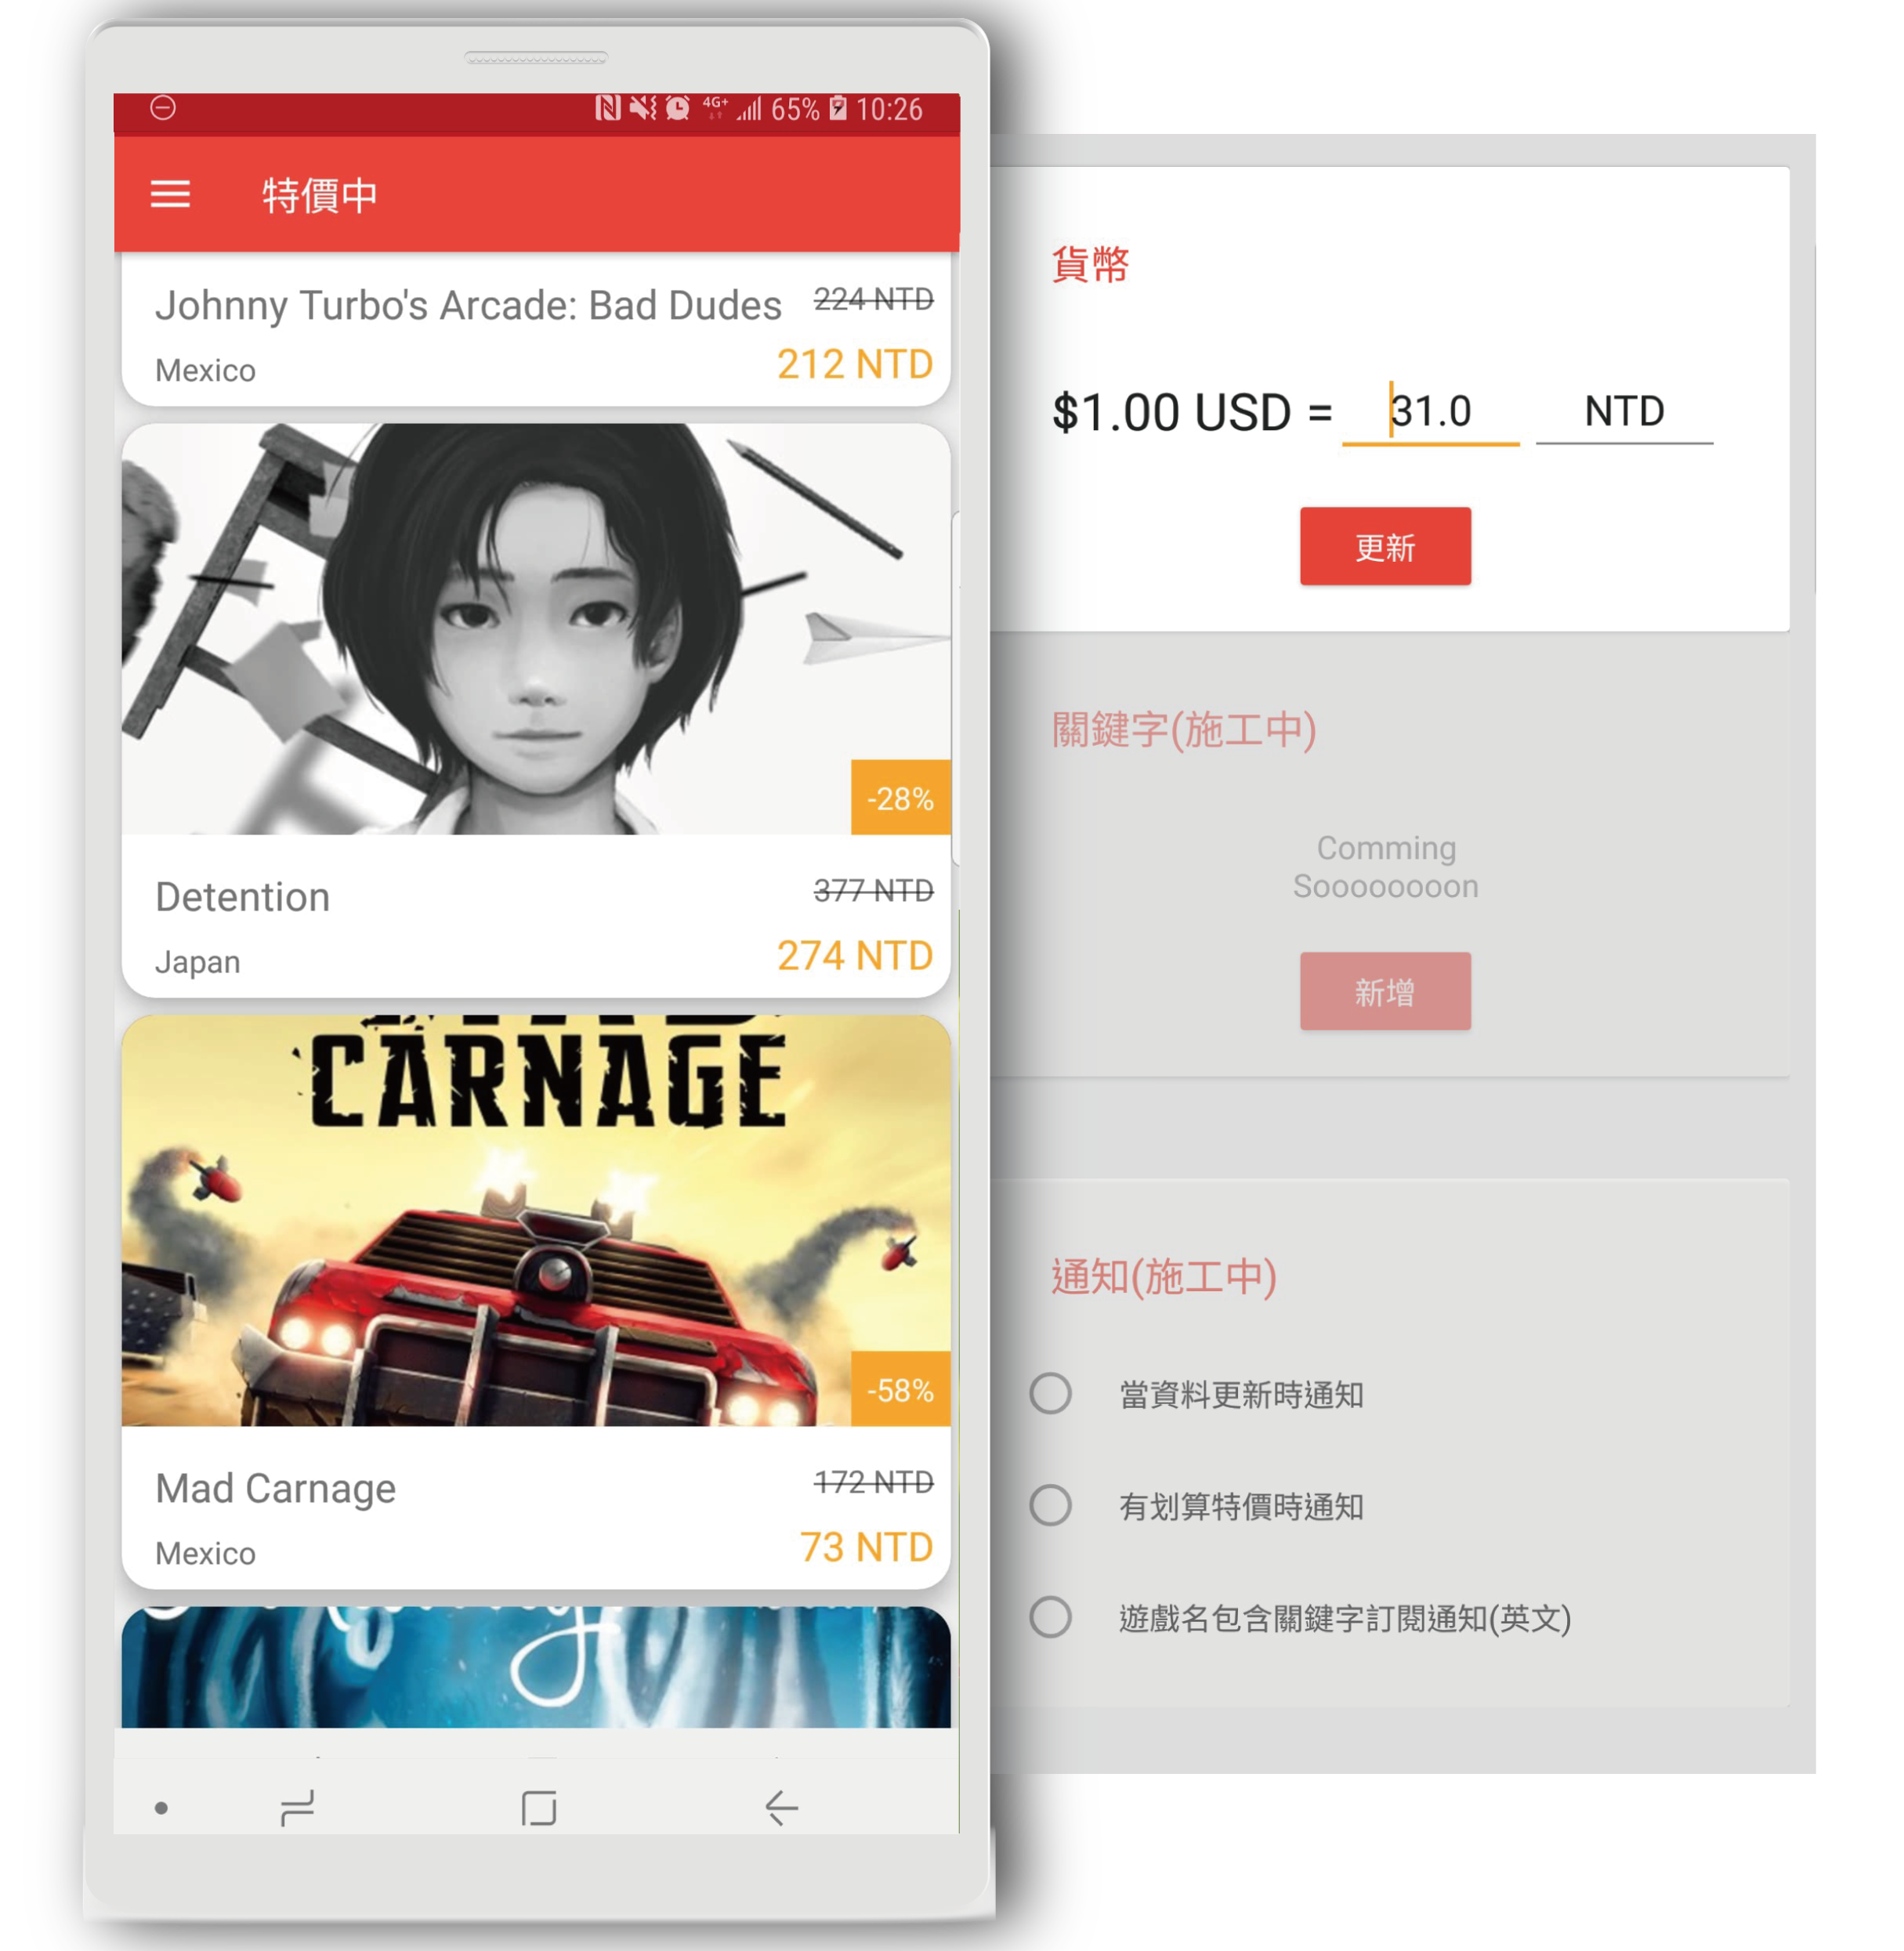 4G+ 65% 10:26
特價中
Johnny Turbo's Arcade: Bad Dudes 224 NTD
Mexico 212 NTD
-28%
Detention 377 NTD
Japan 274 NTD
CARNAGE
-58%
Mad Carnage 172 NTD
Mexico 73 NTD
貨幣
$1.00 USD = 31.0 NTD
更新
關鍵字(施工中)
Comming
Soooooooon
新增
通知(施工中)
當資料更新時通知
有划算特價時通知
遊戲名包含關鍵字訂閱通知(英文)